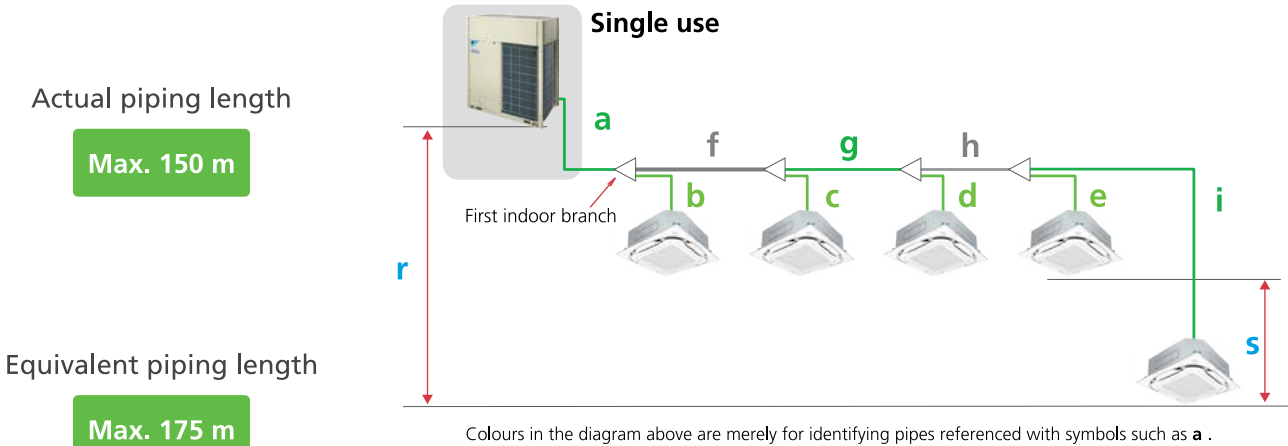 Single use
Actual piping length
Max. 150 m
a
f
g
h
First indoor branch
b
c
d
e
i
r
s
Equivalent piping length
Max. 175 m
Colours in the diagram above are merely for identifying pipes referenced with symbols such as a .